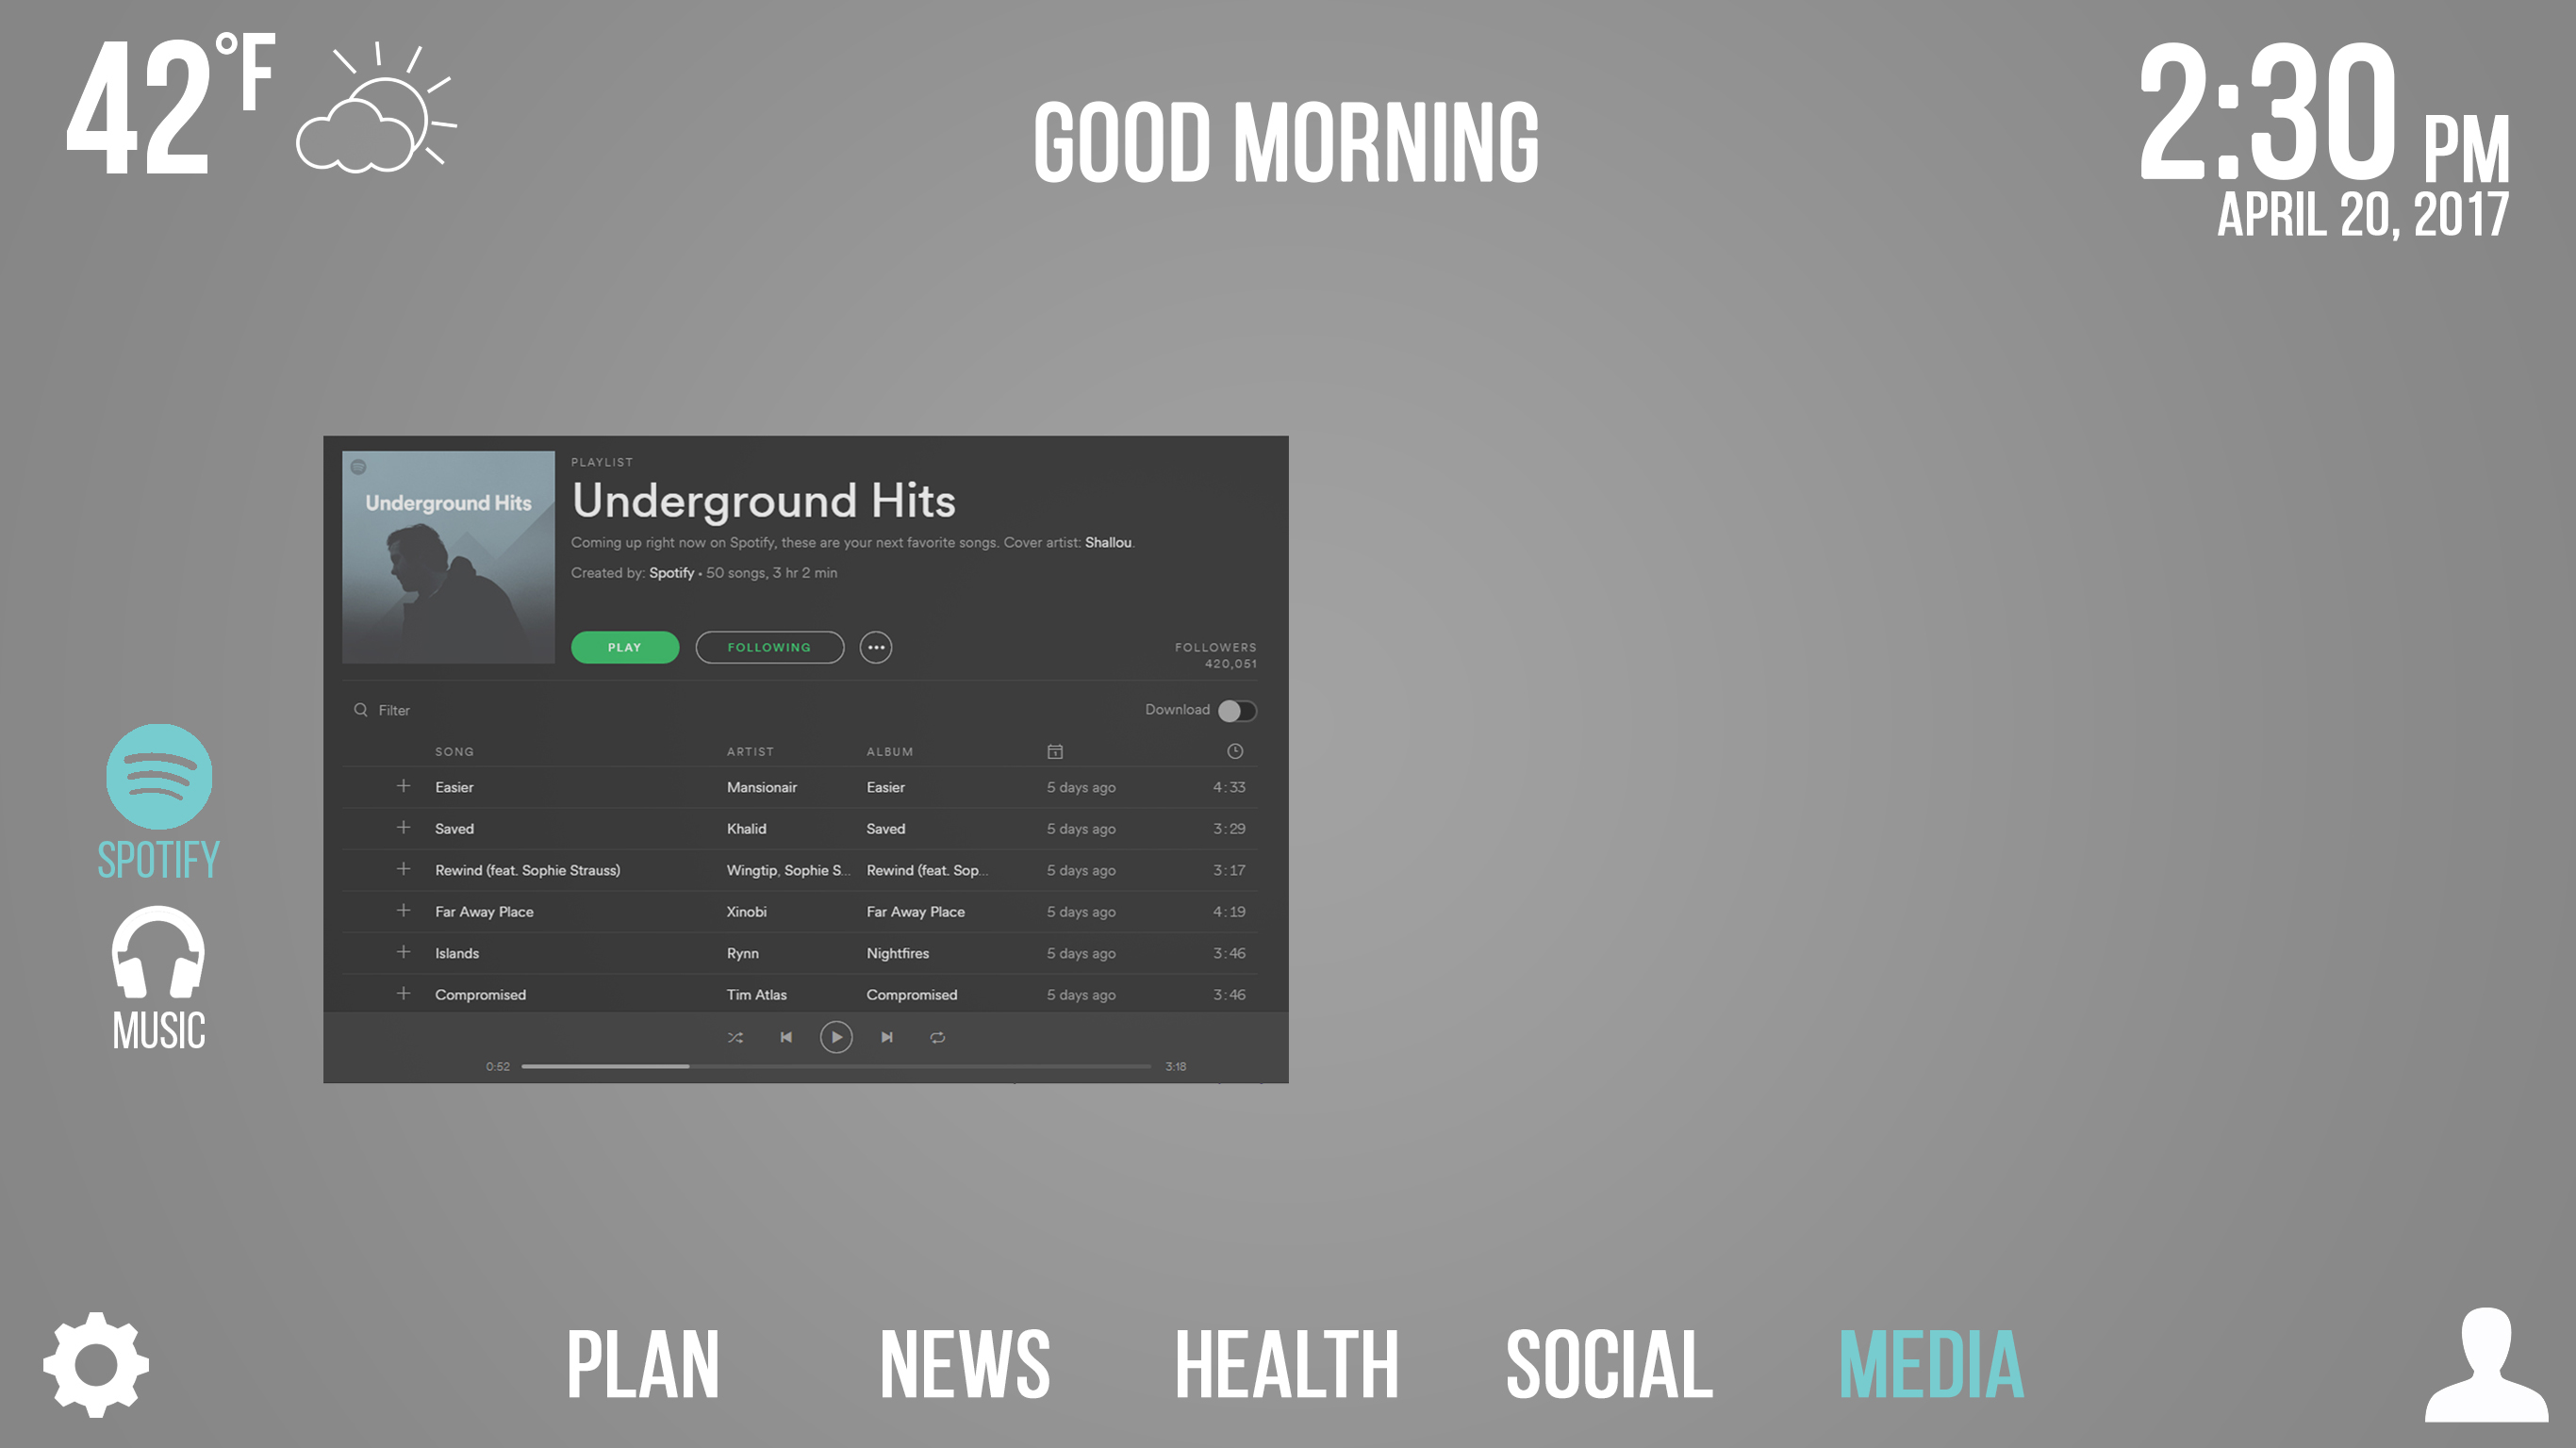 42°F
GOOD MORNING
2:30 PM
APRIL 20, 2017
Underground Hits
PLAYLIST
Underground Hits
Coming up right now on Spotify, these are your next favorite songs. Cover artist: Shallou.
Created by: Spotify • 50 songs, 3 hr 2 min
PLAY FOLLOWING
FOLLOWERS
420,051
Filter Download
SONG ARTIST ALBUM
Easier Mansionair Easier 5 days ago 4:33
Saved Khalid Saved 5 days ago 3:29
Rewind (feat. Sophie Strauss) Wingtip, Sophie S... Rewind (feat. Sop... 5 days ago 3:17
Far Away Place Xinobi Far Away Place 5 days ago 4:19
Islands Rynn Nightfires 5 days ago 3:46
Compromised Tim Atlas Compromised 5 days ago 3:46
0:52 3:18
SPOTIFY
MUSIC
PLAN NEWS HEALTH SOCIAL MEDIA